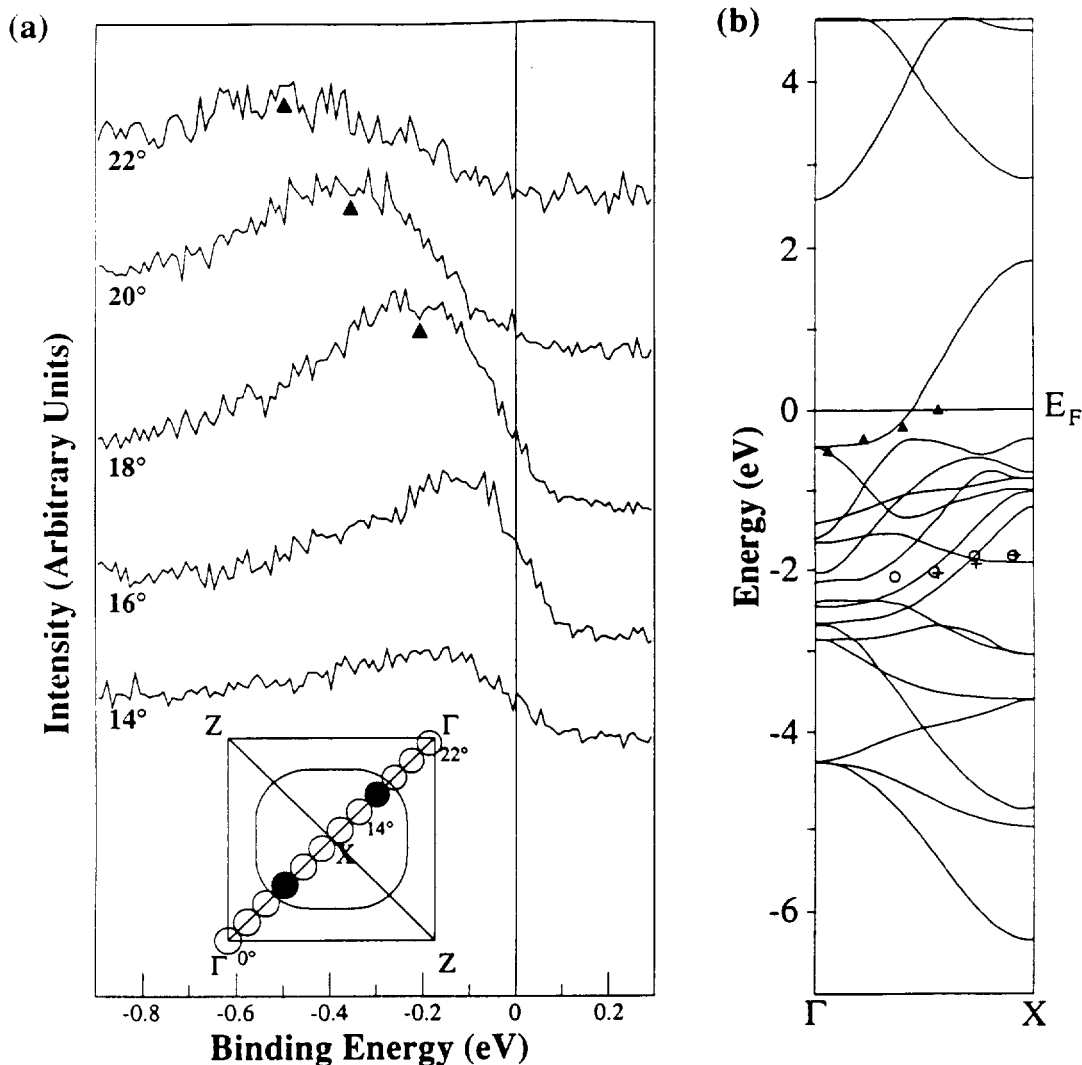 (a)
22°
20°
18°
16°
14°
Intensity (Arbitrary Units)
Z
Γ
22°
14°
X
Γ
0°
Z
-0.8
-0.6
-0.4
-0.2
0
0.2
Binding Energy (eV)
(b)
4
2
0
-2
-4
-6
Energy (eV)
E_F
Γ
X